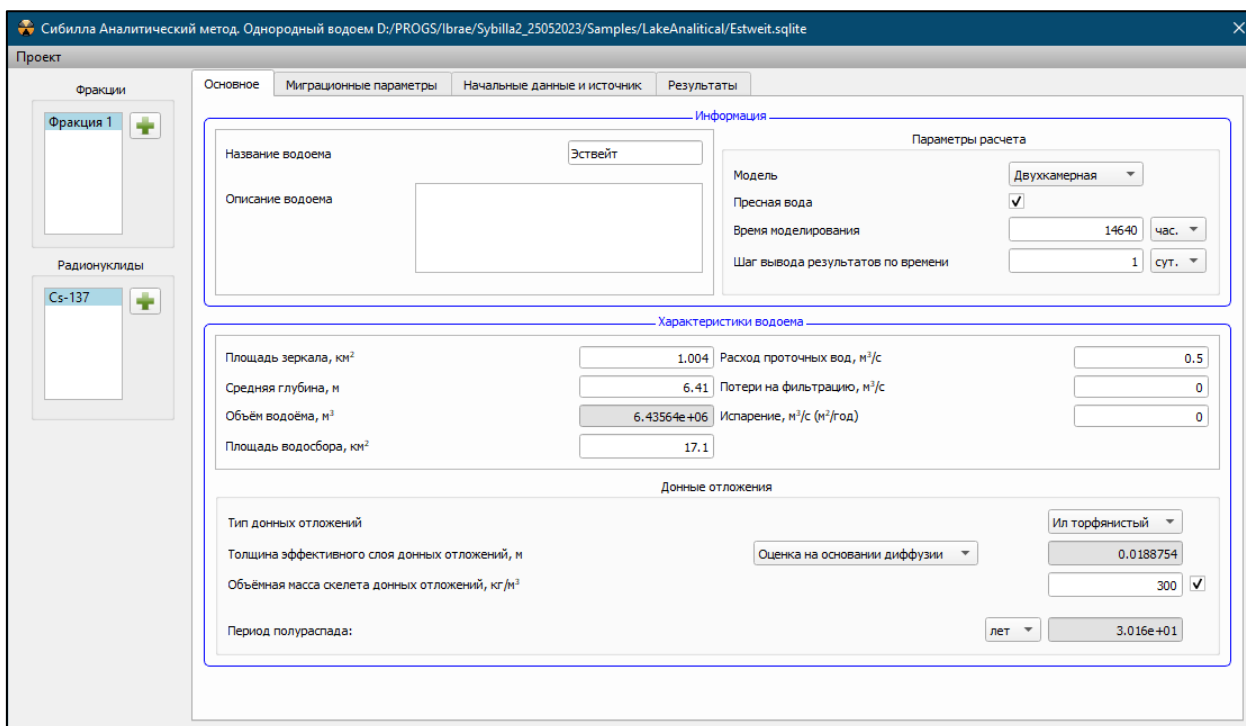 Сибилла Аналитический метод. Однородный водоем D:/PROGS/Ibrae/Sybilla2_25052023/Samples/LakeAnalitical/Estweit.sqlite
Проект
Фракции
Фракция 1
Радионуклиды
Cs-137
Основное Миграционные параметры Начальные данные и источник Результаты
Информация
Название водоема Эствейт
Описание водоема
Параметры расчета
Модель Двухкамерная
Пресная вода
Время моделирования 14640 час.
Шаг вывода результатов по времени 1 сут.
Характеристики водоема
Площадь зеркала, км² 1.004 Расход проточных вод, м³/с 0.5
Средняя глубина, м 6.41 Потери на фильтрацию, м³/с 0
Объём водоёма, м³ 6.43564e+06 Испарение, м³/с (м²/год) 0
Площадь водосбора, км² 17.1
Донные отложения
Тип донных отложений Ил торфянистый
Толщина эффективного слоя донных отложений, м Оценка на основании диффузии 0.0188754
Объёмная масса скелета донных отложений, кг/м³ 300
Период полураспада: лет 3.016e+01